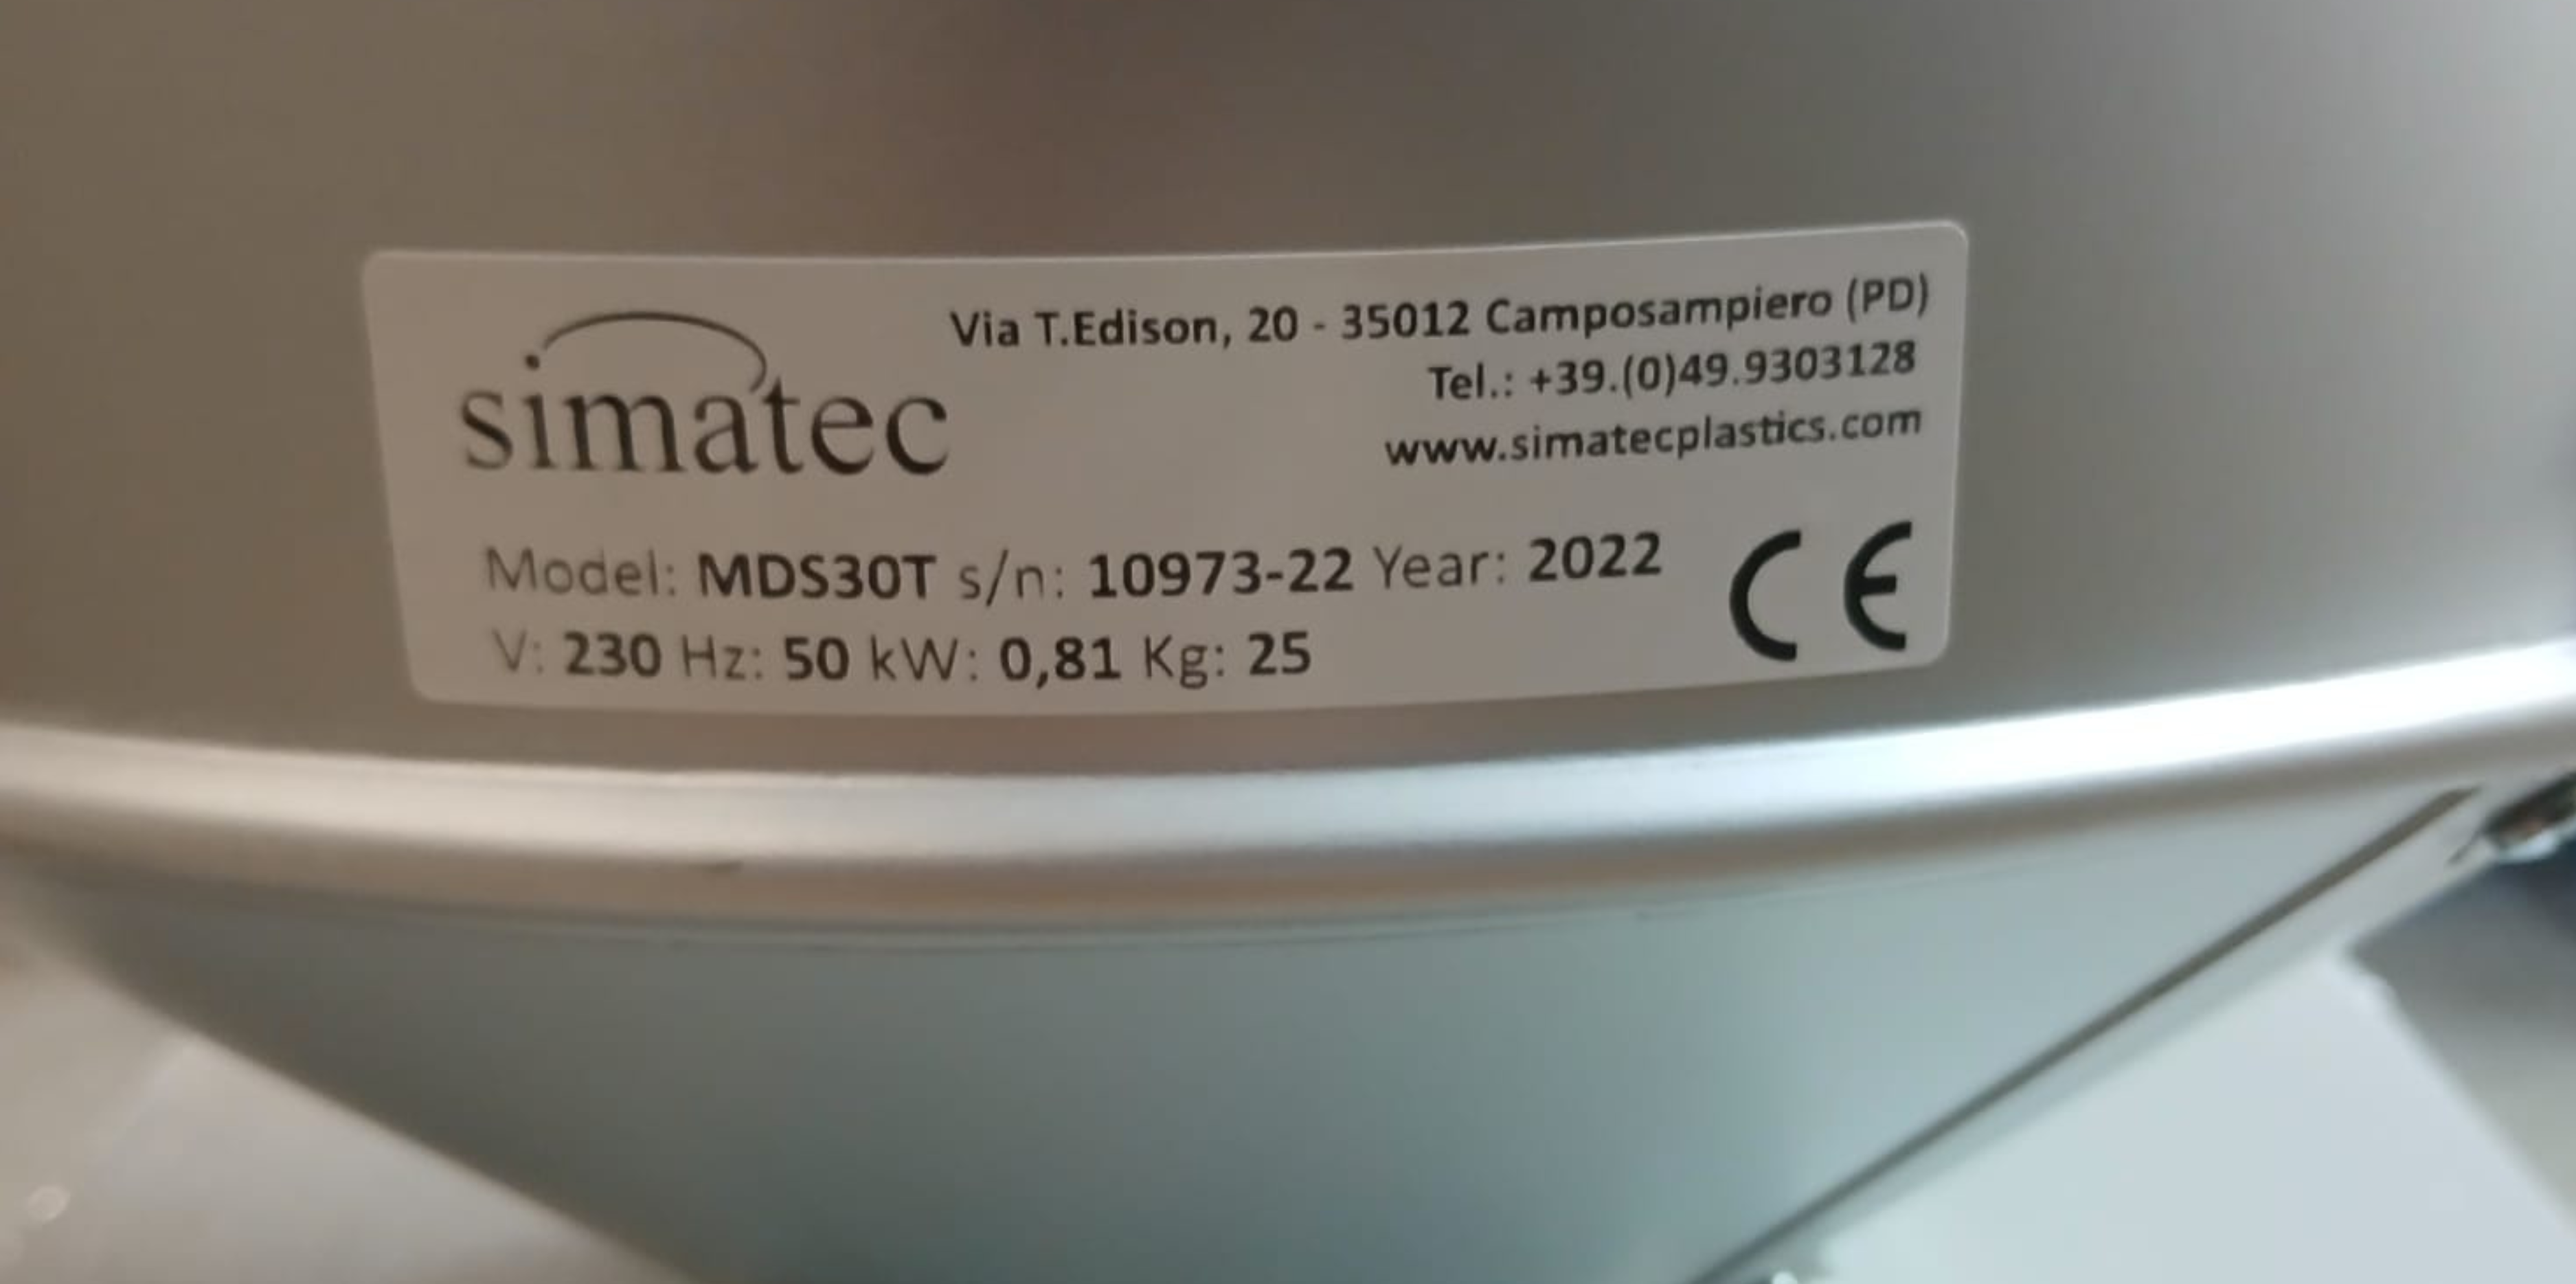 simatec
Via T.Edison, 20 - 35012 Camposampiero (PD)
Tel.: +39.(0)49.9303128
www.simatecplastics.com
Model: MDS30T s/n: 10973-22 Year: 2022
V: 230 Hz: 50 kW: 0,81 Kg: 25
CE